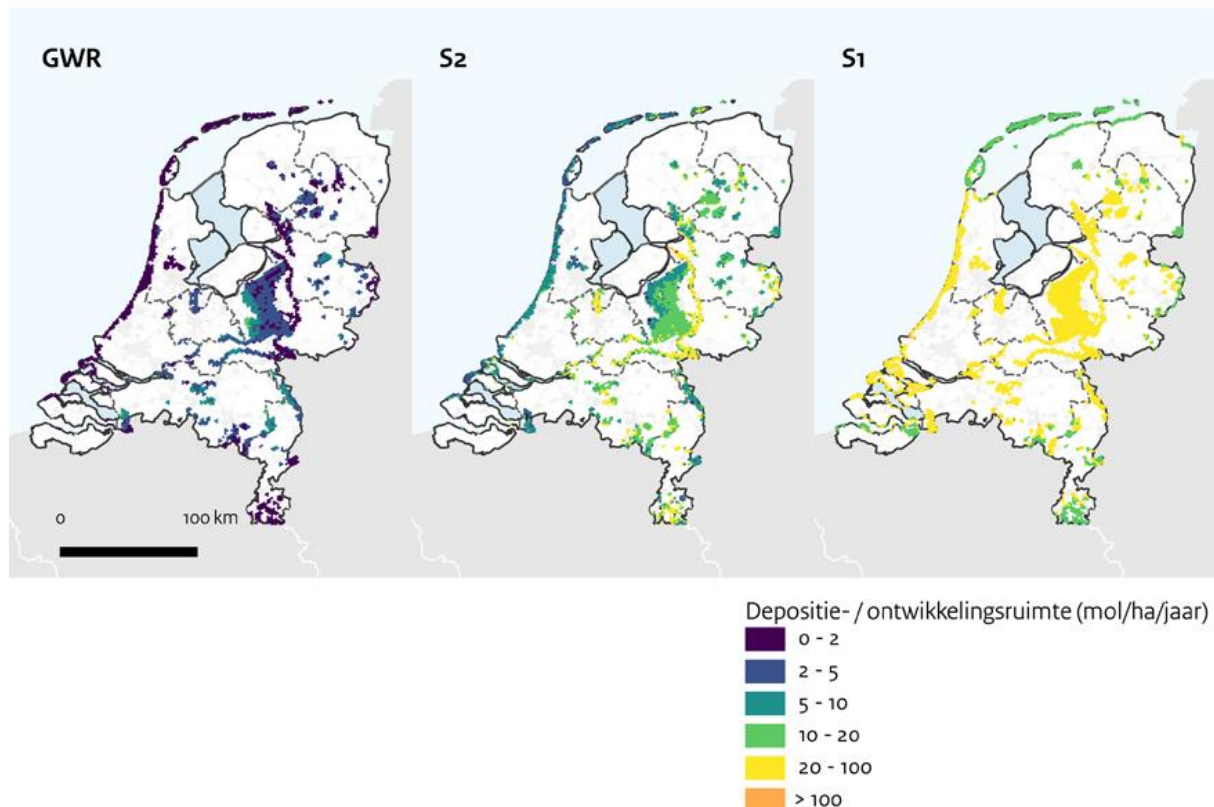 GWR
S2
S1
0 100 km
Depositie- / ontwikkelingsruimte (mol/ha/jaar)
0 - 2
2 - 5
5 - 10
10 - 20
20 - 100
> 100